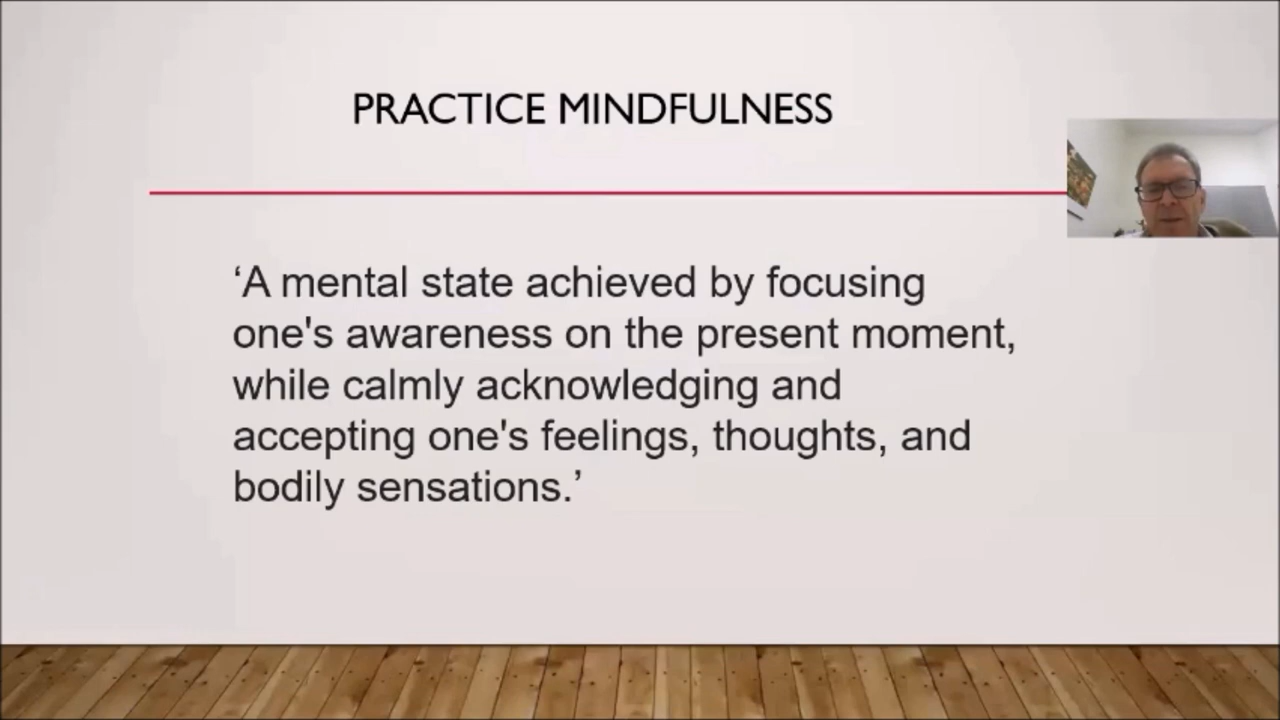 PRACTICE MINDFULNESS
‘A mental state achieved by focusing
one's awareness on the present moment,
while calmly acknowledging and
accepting one's feelings, thoughts, and
bodily sensations.’